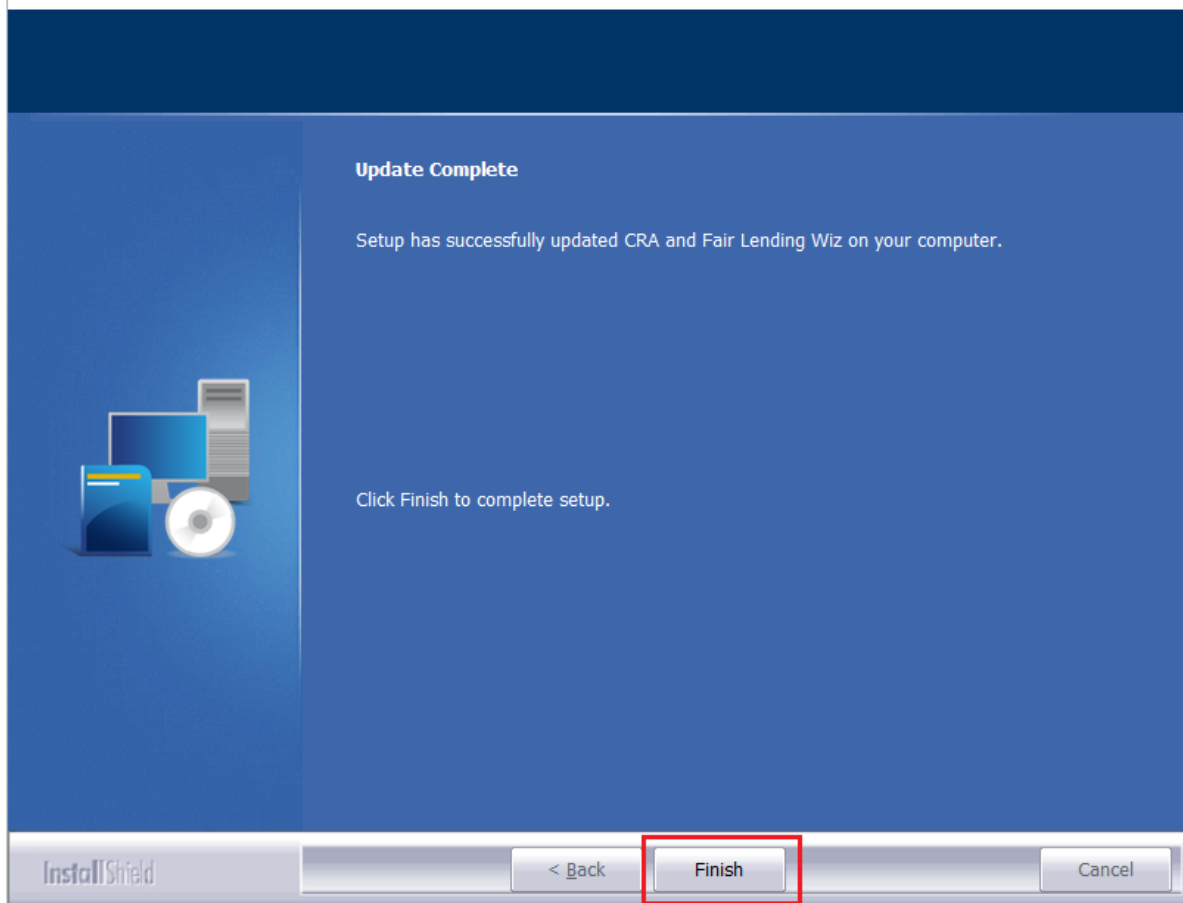 Update Complete
Setup has successfully updated CRA and Fair Lending Wiz on your computer.
Click Finish to complete setup.
InstallShield
< Back
Finish
Cancel